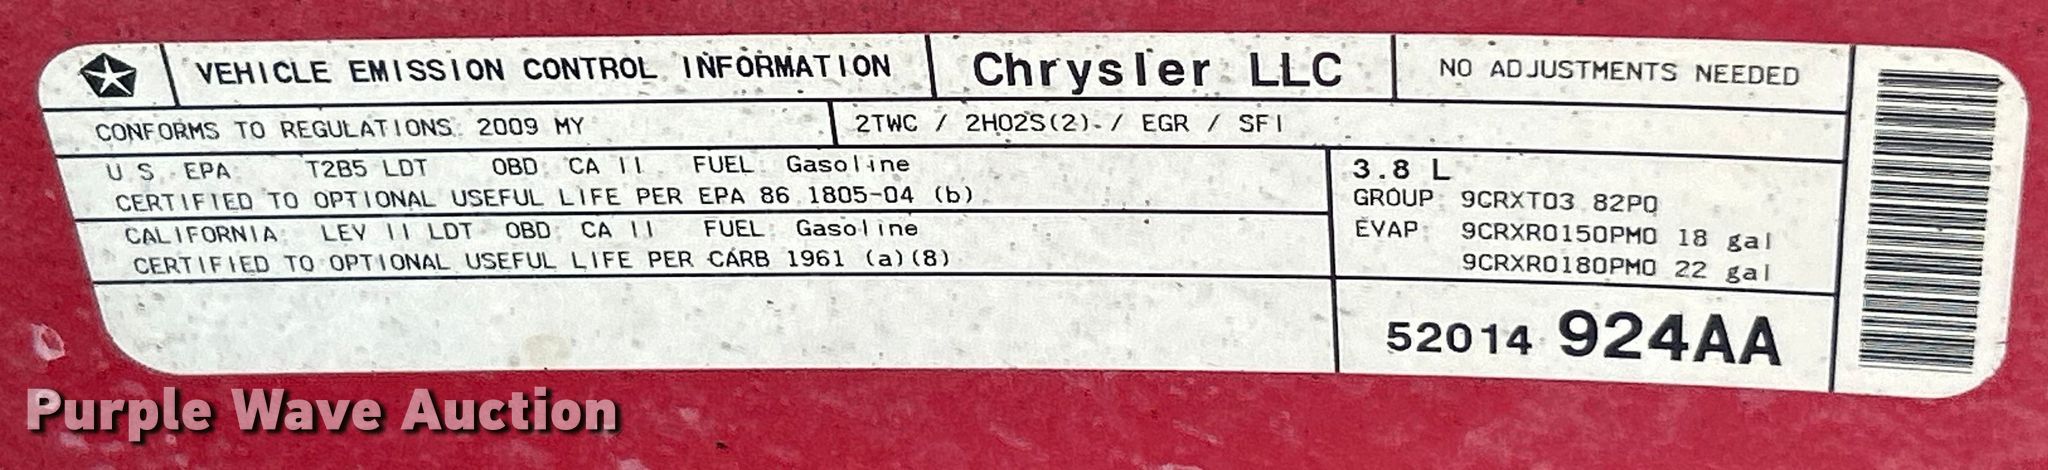 VEHICLE EMISSION CONTROL INFORMATION Chrysler LLC NO ADJUSTMENTS NEEDED
CONFORMS TO REGULATIONS: 2009 MY 2TWC / 2HO2S(2) / EGR / SFI
U.S. EPA: T2B5 LDT OBD: CA II FUEL: Gasoline
CERTIFIED TO OPTIONAL USEFUL LIFE PER EPA 86.1805-04 (b)
CALIFORNIA: LEV II LDT OBD: CA II FUEL: Gasoline
CERTIFIED TO OPTIONAL USEFUL LIFE PER CARB 1961 (a)(8)
3.8 L
GROUP: 9CRXT03.82P0
EVAP: 9CRXR0150PM0 18 gal
9CRXR0180PM0 22 gal
52014 924AA
Purple Wave Auction